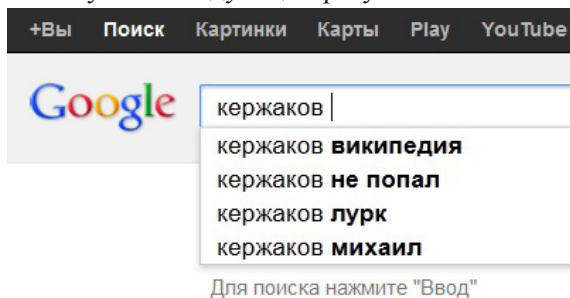 +Вы Поиск Картинки Карты Play YouTube
Google кержаков
кержаков википедия
кержаков не попал
кержаков лурк
кержаков михаил
Для поиска нажмите "Ввод"